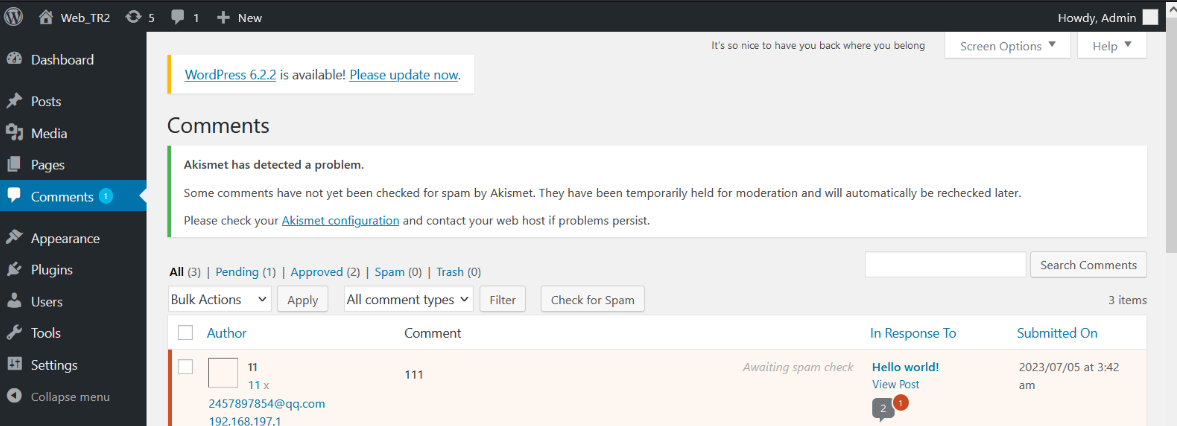 Web_TR2 5 1 New Howdy, Admin
It's so nice to have you back where you belong Screen Options Help
Dashboard
Posts
Media
Pages
Comments 1
Appearance
Plugins
Users
Tools
Settings
Collapse menu
WordPress 6.2.2 is available! Please update now.
Comments
Akismet has detected a problem.
Some comments have not yet been checked for spam by Akismet. They have been temporarily held for moderation and will automatically be rechecked later.
Please check your Akismet configuration and contact your web host if problems persist.
All (3) | Pending (1) | Approved (2) | Spam (0) | Trash (0)
Search Comments
Bulk Actions Apply All comment types Filter Check for Spam 3 items
Author Comment In Response To Submitted On
11
11 x
2457897854@qq.com
192.168.197.1
111
Awaiting spam check
Hello world!
View Post
2 1
2023/07/05 at 3:42
am